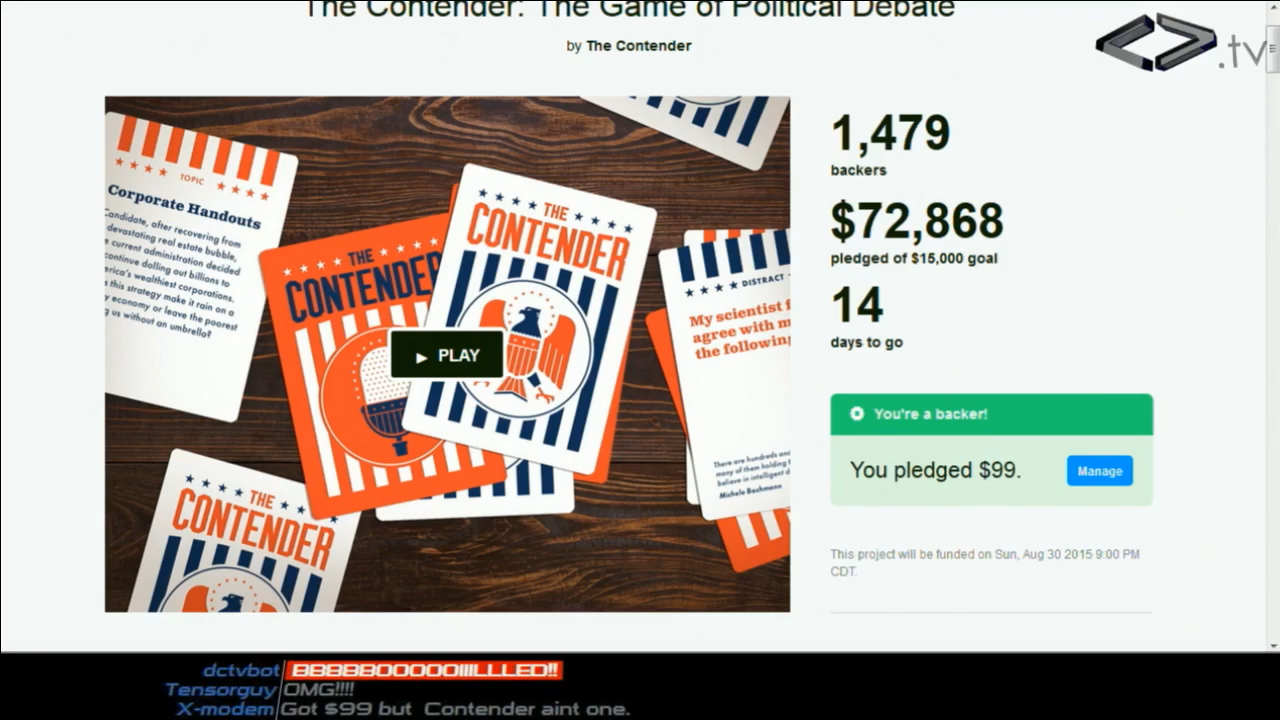 The Contender: The Game of Political Debate
by The Contender
.tv
TOPIC
Corporate Handouts
Candidate, after recovering from
devastating real estate bubble,
current administration decided
continue dolling out billions to
erica's wealthiest corporations.
this strategy make it rain on a
y economy or leave the poorest
g us without an umbrella?
THE
CONTENDER
THE
CONTENDER
DISTRACT
My scientist f
agree with m
the following
There are hundreds and
many of them holding
believe in intelligent d
Michele Bachmann
▶ PLAY
THE
CONTENDER
1,479
backers
$72,868
pledged of $15,000 goal
14
days to go
You're a backer!
You pledged $99.
Manage
This project will be funded on Sun, Aug 30 2015 9:00 PM
CDT.
dctvbot BBBBBOOOOOIIIILLLLED!!
Tensorguy OMG!!!!
X-modem Got $99 but Contender aint one.